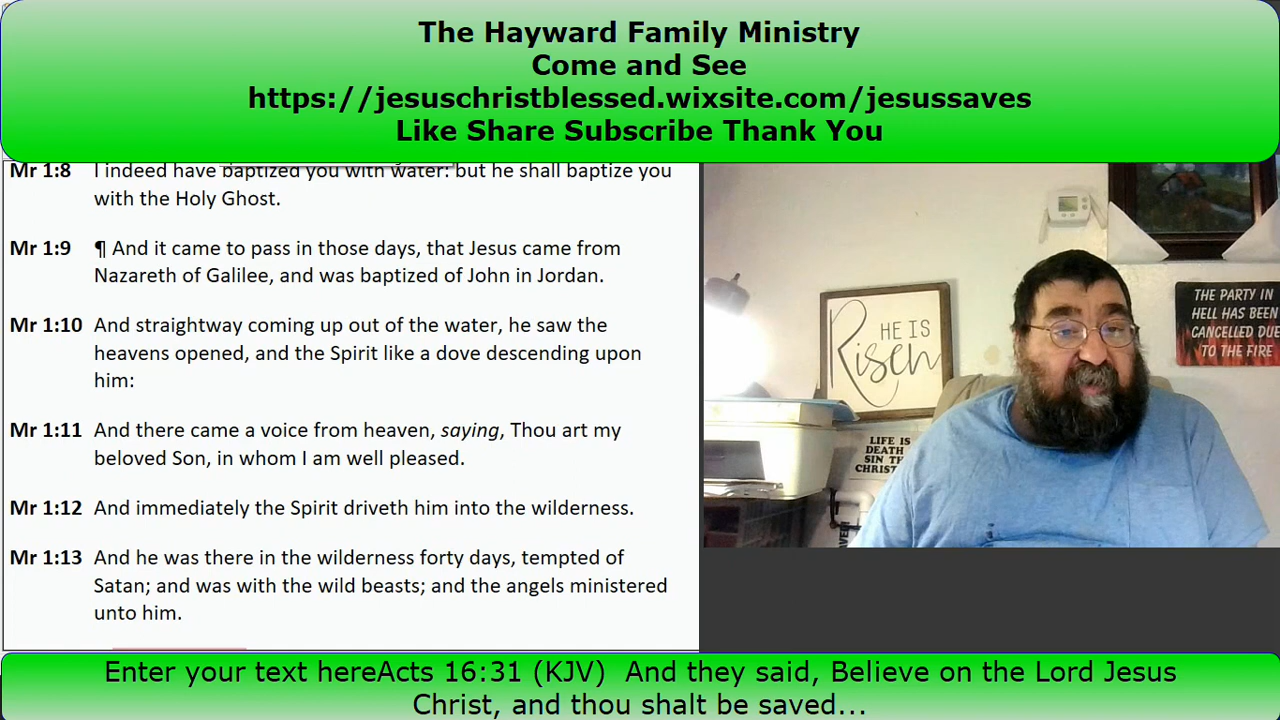 The Hayward Family Ministry
Come and See
https://jesuschristblessed.wixsite.com/jesussaves
Like Share Subscribe Thank You
Mr 1:8 I indeed have baptized you with water: but he shall baptize you
with the Holy Ghost.
Mr 1:9 ¶ And it came to pass in those days, that Jesus came from
Nazareth of Galilee, and was baptized of John in Jordan.
Mr 1:10 And straightway coming up out of the water, he saw the
heavens opened, and the Spirit like a dove descending upon
him:
Mr 1:11 And there came a voice from heaven, saying, Thou art my
beloved Son, in whom I am well pleased.
Mr 1:12 And immediately the Spirit driveth him into the wilderness.
Mr 1:13 And he was there in the wilderness forty days, tempted of
Satan; and was with the wild beasts; and the angels ministered
unto him.
HE IS
Risen
THE PARTY IN
HELL HAS BEEN
CANCELLED DUE
TO THE FIRE
LIFE IS
DEATH
SIN TH
CHRIST
Enter your text hereActs 16:31 (KJV) And they said, Believe on the Lord Jesus
Christ, and thou shalt be saved...